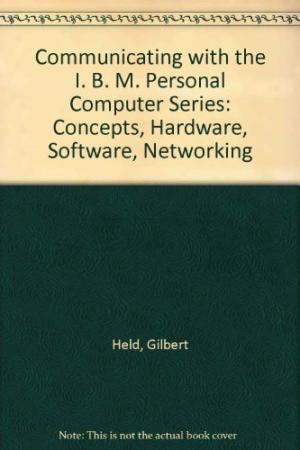 Communicating with the
I. B. M. Personal
Computer Series:
Concepts, Hardware,
Software, Networking
Held, Gilbert
Note: This is not the actual book cover